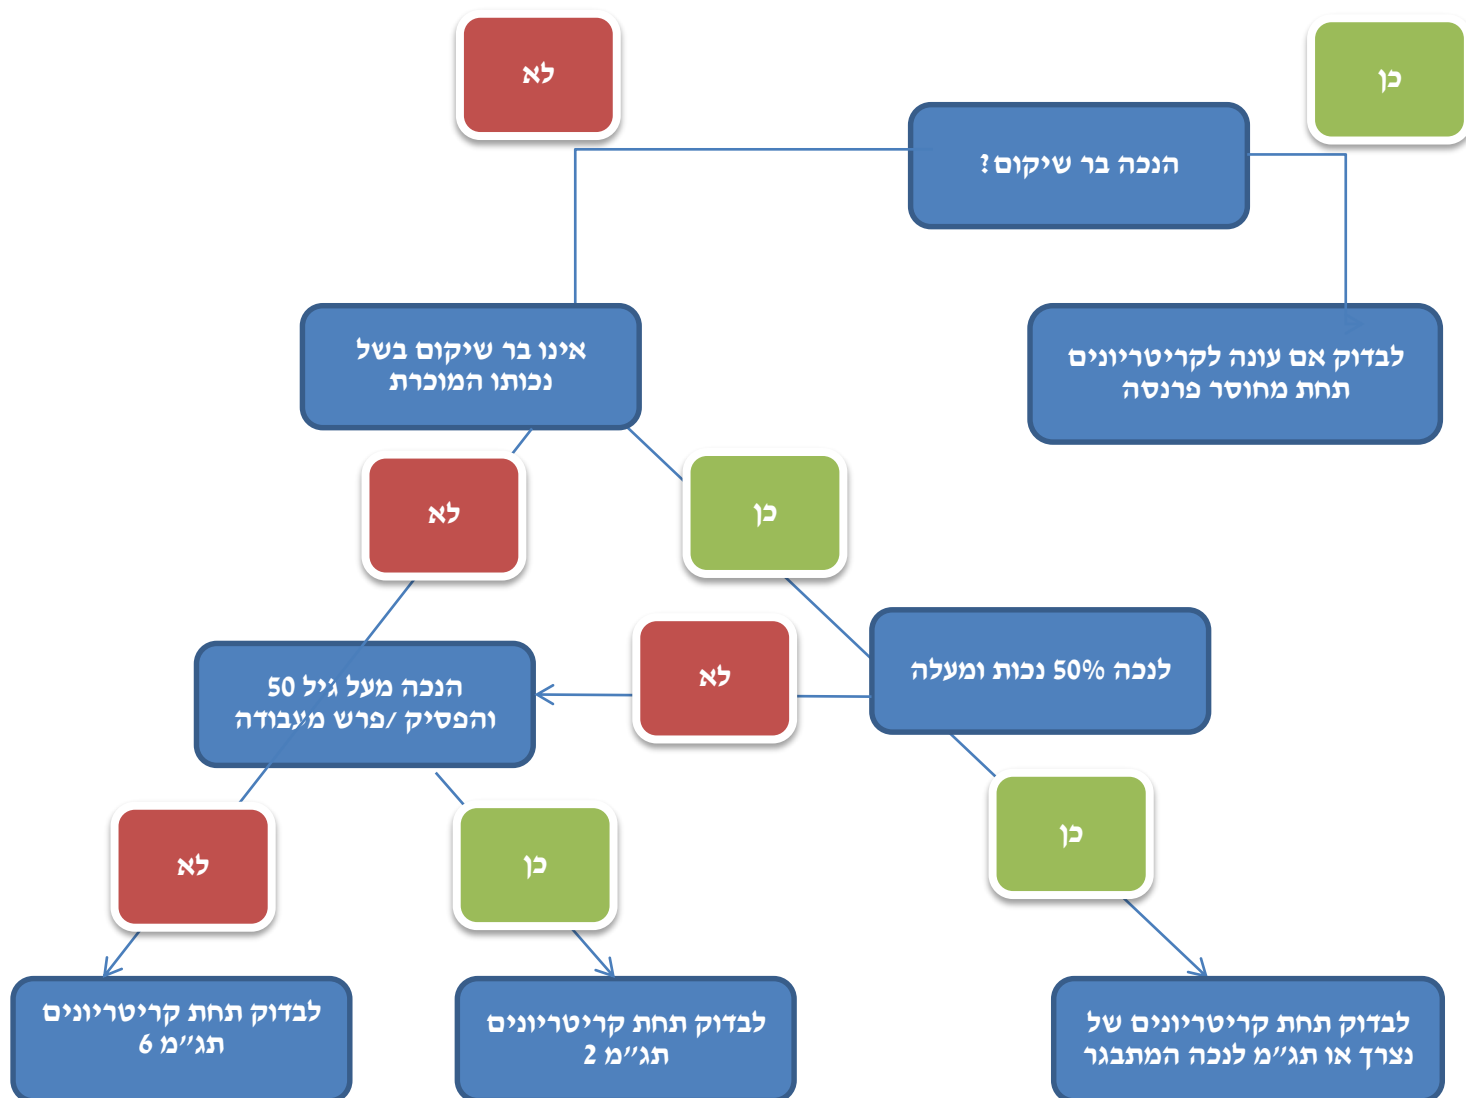 כן
לא
הנכה בר שיקום?
לבדוק אם עונה לקריטריונים
תחת מחוסר פרנסה
אינו בר שיקום בשל
נכותו המוכרת
כן
לא
לנכה 50% נכות ומעלה
לא
הנכה מעל גיל 50
והפסיק /פרש מעבודה
כן
כן
לא
לבדוק תחת קריטריונים של
נצרך או תג״מ לנכה המתבגר
לבדוק תחת קריטריונים
תג״מ 2
לבדוק תחת קריטריונים
תג״מ 6